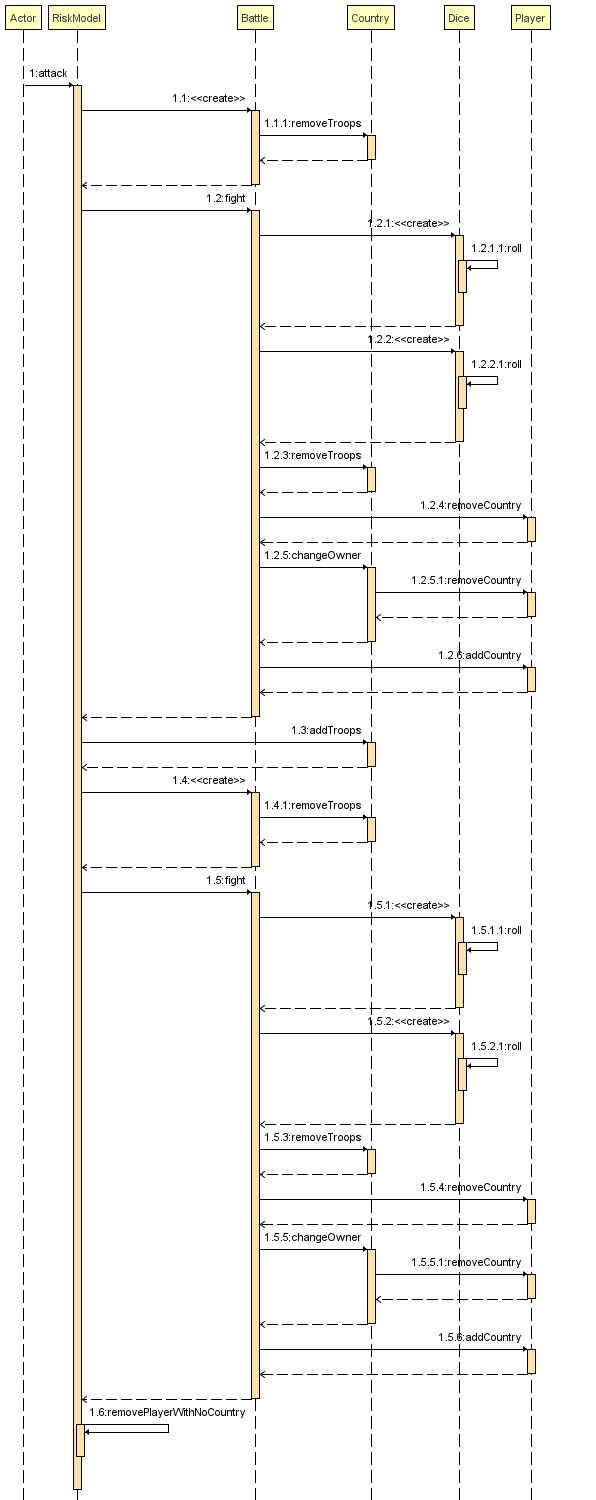 Actor RiskModel Battle Country Dice Player
1:attack
1.1:<<create>>
1.1.1:removeTroops
1.2:fight
1.2.1:<<create>>
1.2.1.1:roll
1.2.2:<<create>>
1.2.2.1:roll
1.2.3:removeTroops
1.2.4:removeCountry
1.2.5:changeOwner
1.2.5.1:removeCountry
1.2.6:addCountry
1.3:addTroops
1.4:<<create>>
1.4.1:removeTroops
1.5:fight
1.5.1:<<create>>
1.5.1.1:roll
1.5.2:<<create>>
1.5.2.1:roll
1.5.3:removeTroops
1.5.4:removeCountry
1.5.5:changeOwner
1.5.5.1:removeCountry
1.5.6:addCountry
1.6:removePlayerWithNoCountry